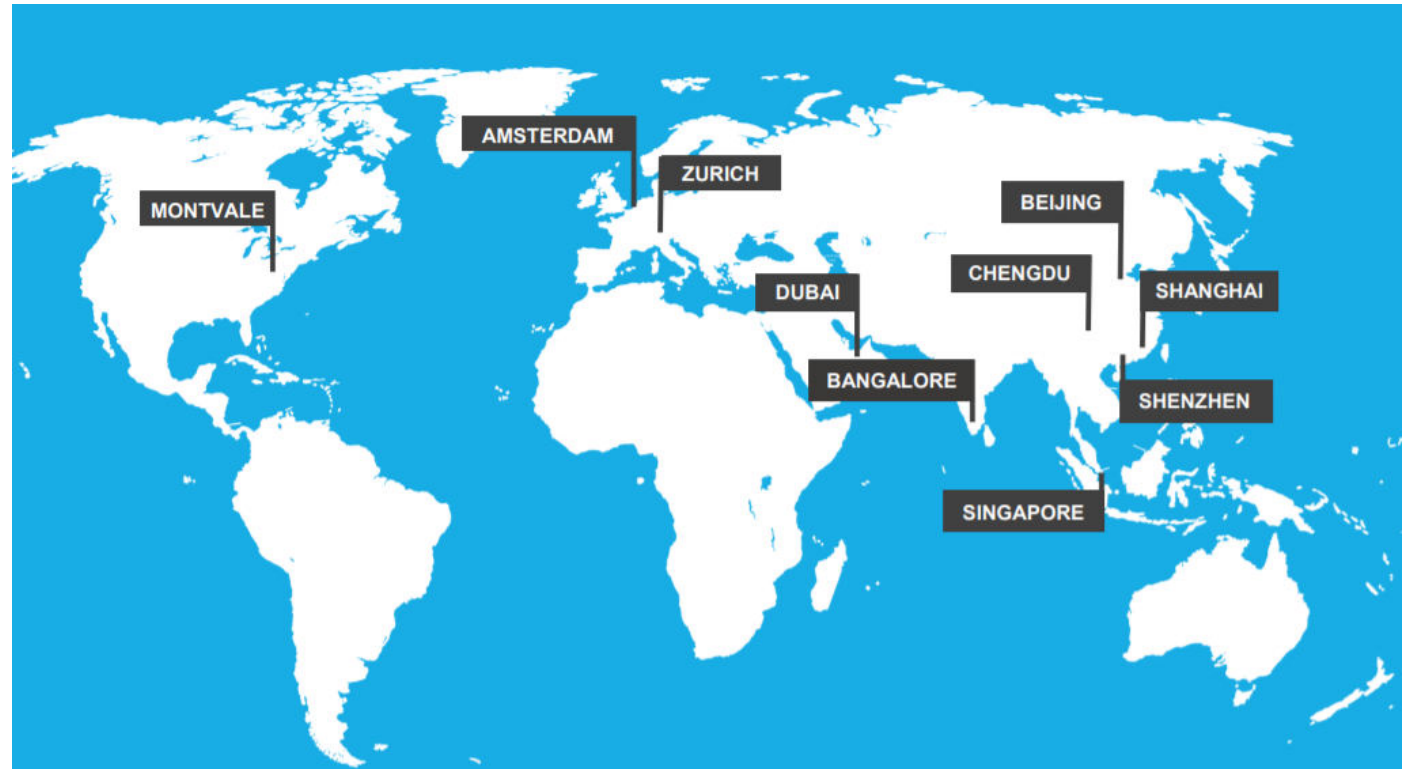 AMSTERDAM
ZURICH
MONTVALE
BEIJING
CHENGDU
SHANGHAI
DUBAI
BANGALORE
SHENZHEN
SINGAPORE